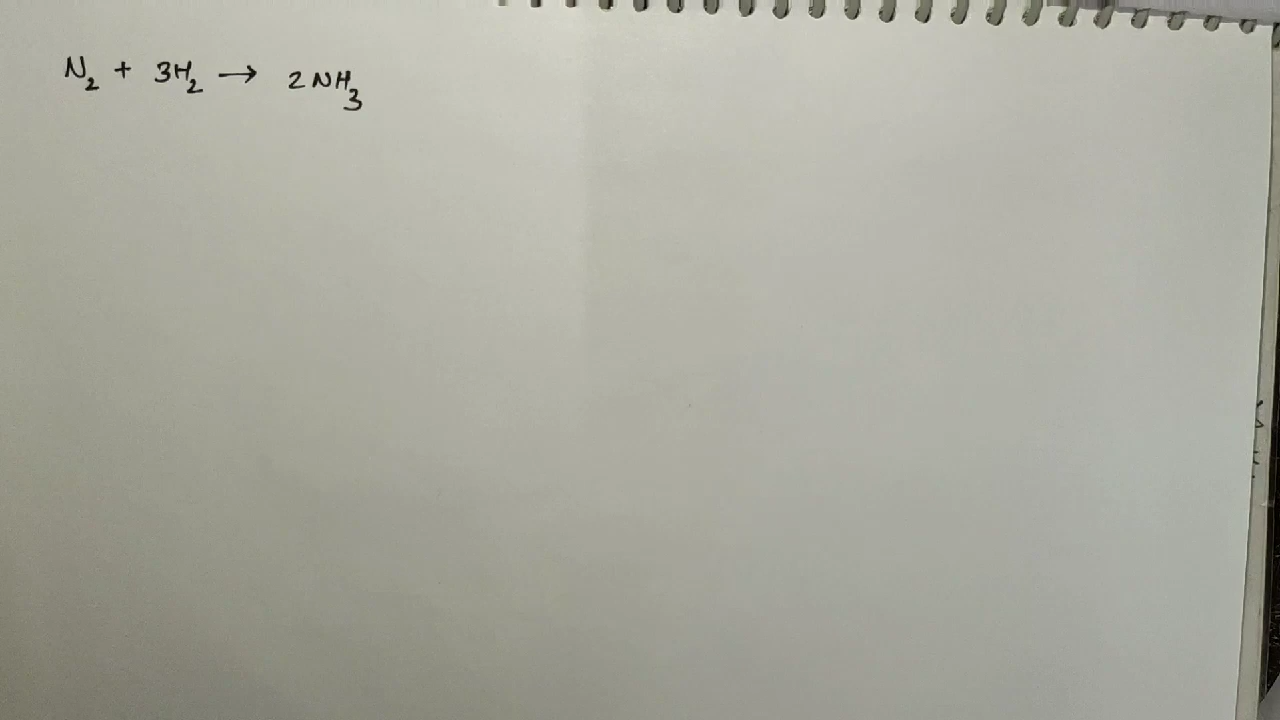 N₂ + 3H₂ → 2NH₃